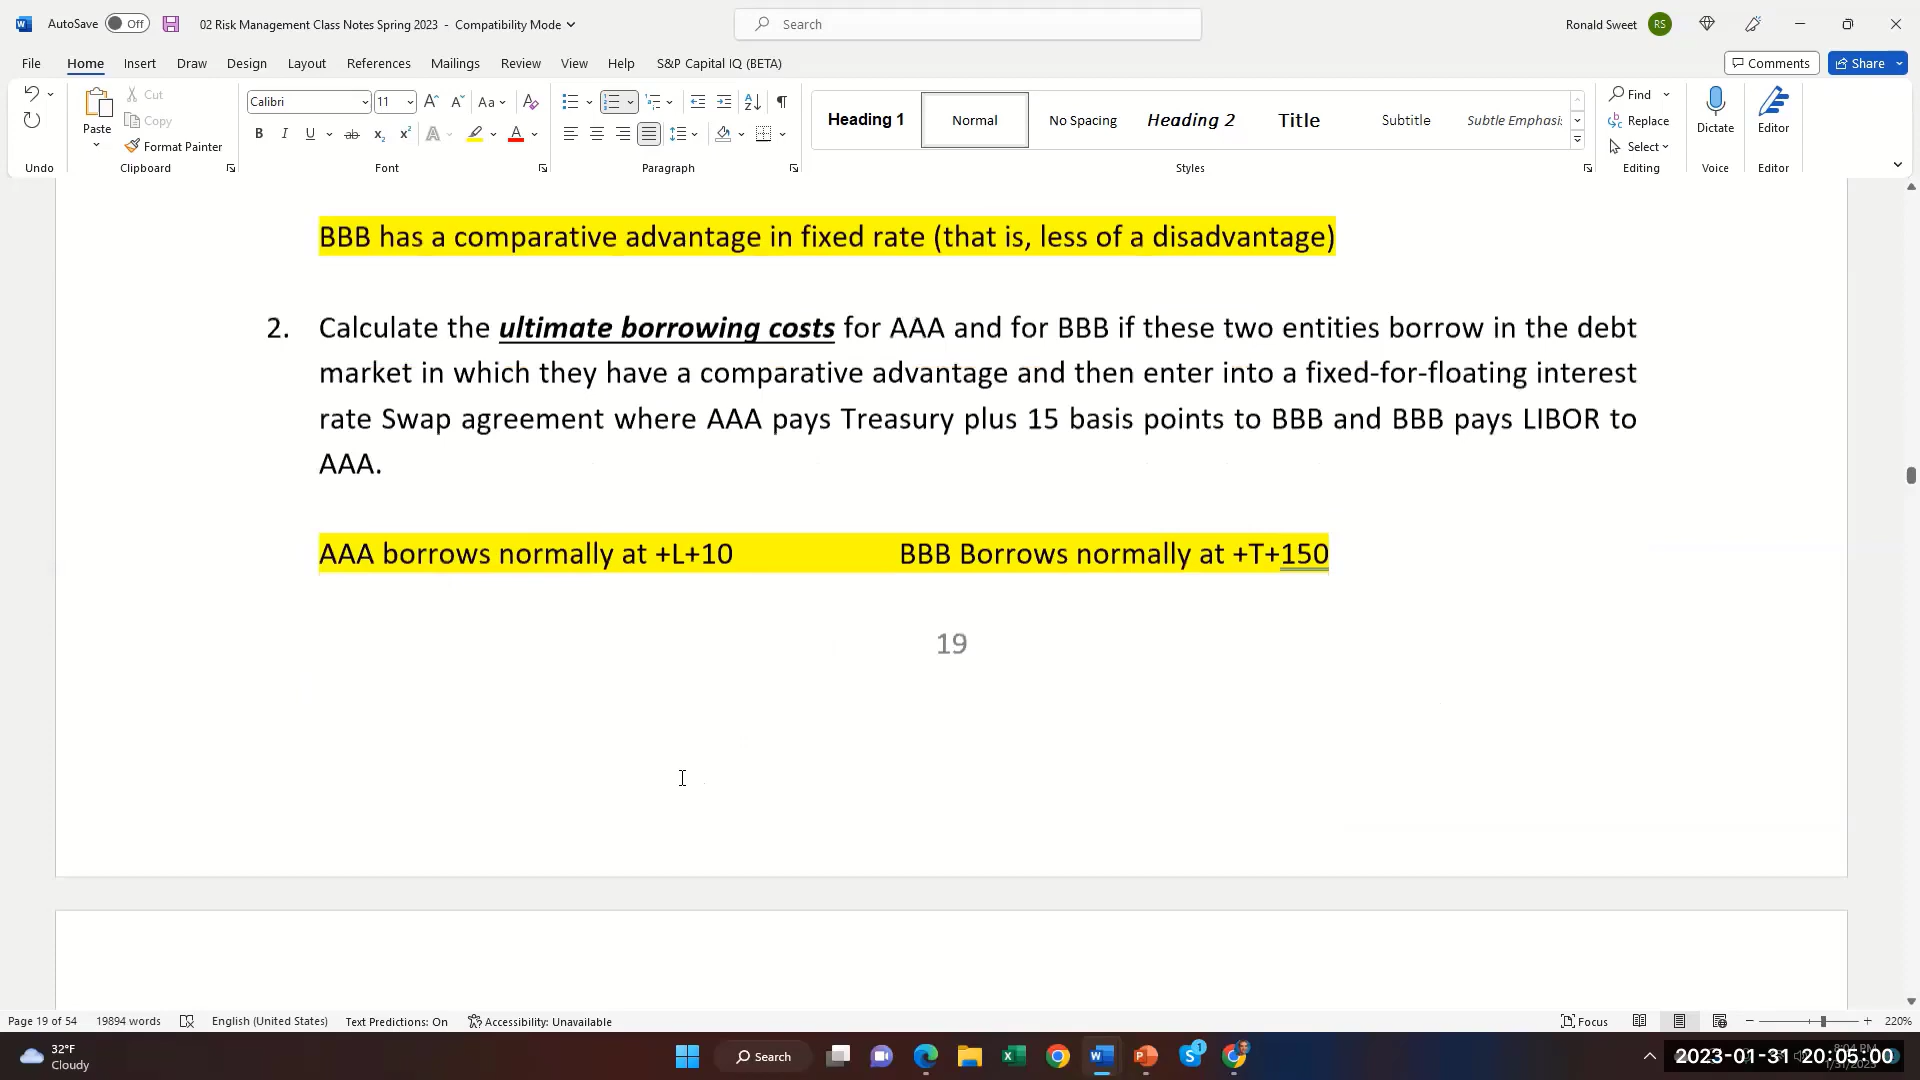 AutoSave Off 02 Risk Management Class Notes Spring 2023 - Compatibility Mode Search Ronald Sweet RS
File Home Insert Draw Design Layout References Mailings Review View Help S&P Capital IQ (BETA) Comments Share
Paste Cut Copy Format Painter
Calibri 11 Aa
Heading 1 Normal No Spacing Heading 2 Title Subtitle Subtle Emphasi
Find Replace Select Dictate Editor
Undo Clipboard Font Paragraph Styles Editing Voice Editor
BBB has a comparative advantage in fixed rate (that is, less of a disadvantage)
2. Calculate the ultimate borrowing costs for AAA and for BBB if these two entities borrow in the debt
market in which they have a comparative advantage and then enter into a fixed-for-floating interest
rate Swap agreement where AAA pays Treasury plus 15 basis points to BBB and BBB pays LIBOR to
AAA.
AAA borrows normally at +L+10 BBB Borrows normally at +T+150
19
Page 19 of 54 19894 words English (United States) Text Predictions: On Accessibility: Unavailable Focus 220%
32°F
Cloudy
Search
2023-01-31 20:05:00